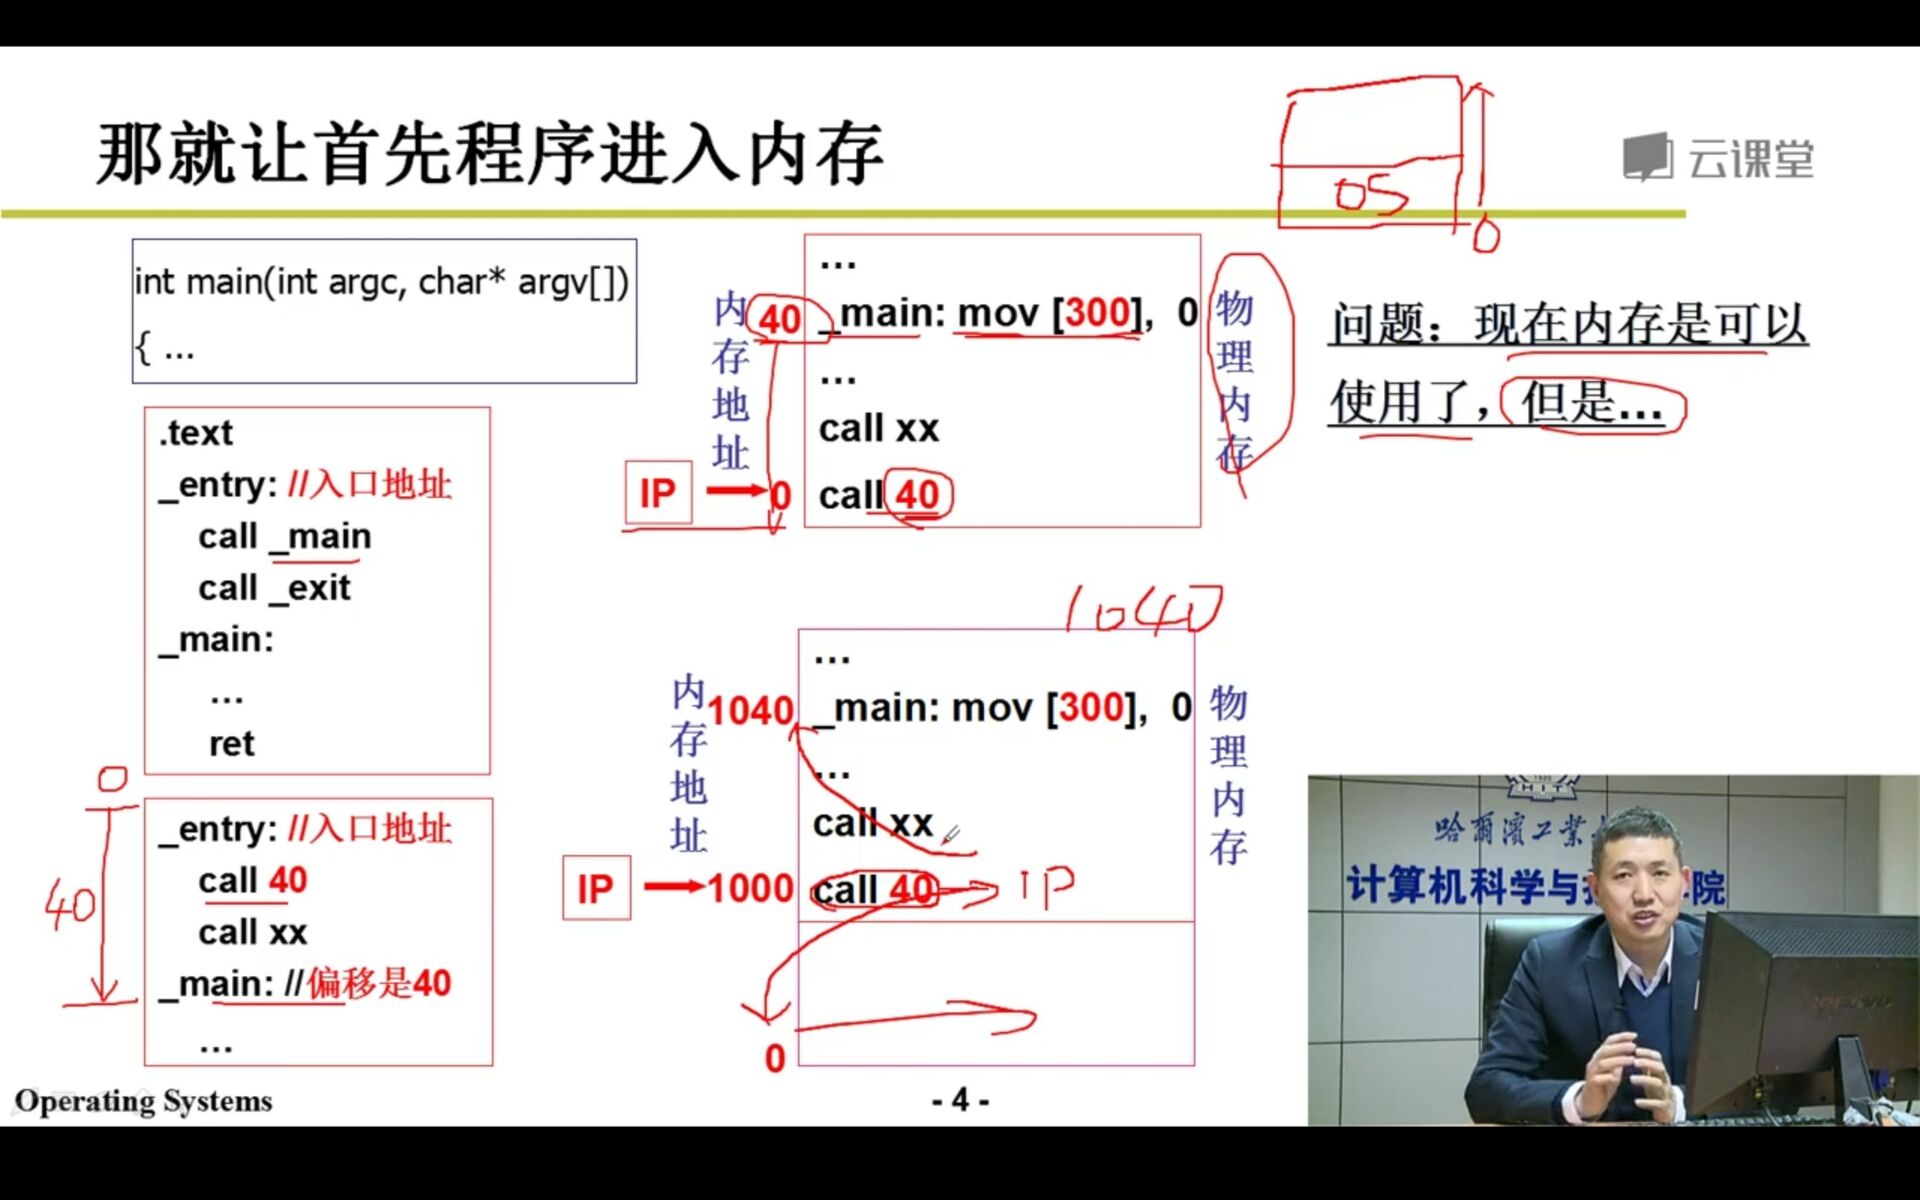 那就让首先程序进入内存
云课堂
OS
0
int main(int argc, char* argv[])
{ ...
.text
_entry: //入口地址
call _main
call _exit
_main:
...
ret
0
40
_entry: //入口地址
call 40
call xx
_main: //偏移是40
...
内存地址
40
IP
0
...
_main: mov [300], 0
...
call xx
call 40
物理内存
问题：现在内存是可以
使用了，但是...
1040
内存地址
1040
IP
1000
0
...
_main: mov [300], 0
...
call xx
call 40
IP
物理内存
HIT
哈爾濱工業
计算机科学与
院
Operating Systems
- 4 -